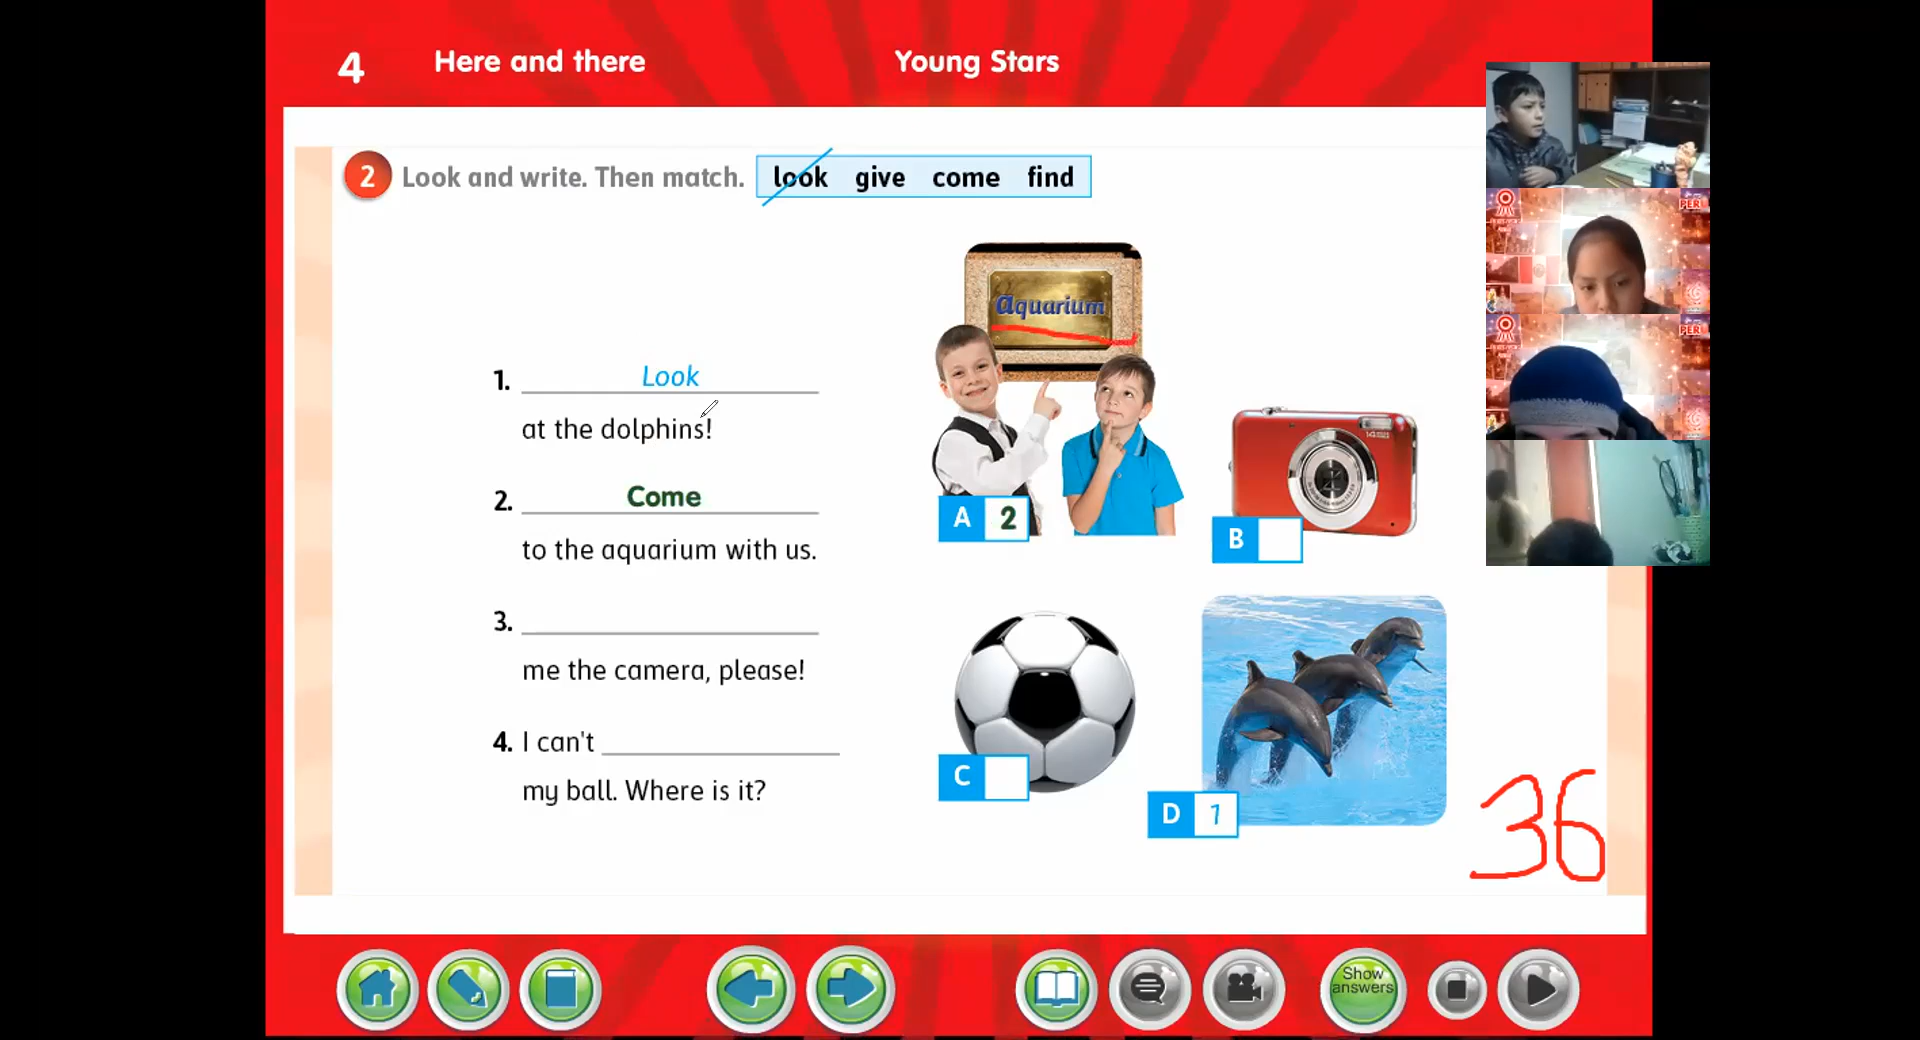 4 Here and there Young Stars
2 Look and write. Then match. look give come find
aquarium
1. Look
at the dolphins!
2. Come
to the aquarium with us.
3.
me the camera, please!
4. I can't
my ball. Where is it?
A 2
B
C
D 1
36
PERÚ
PERÚ
Show
answers